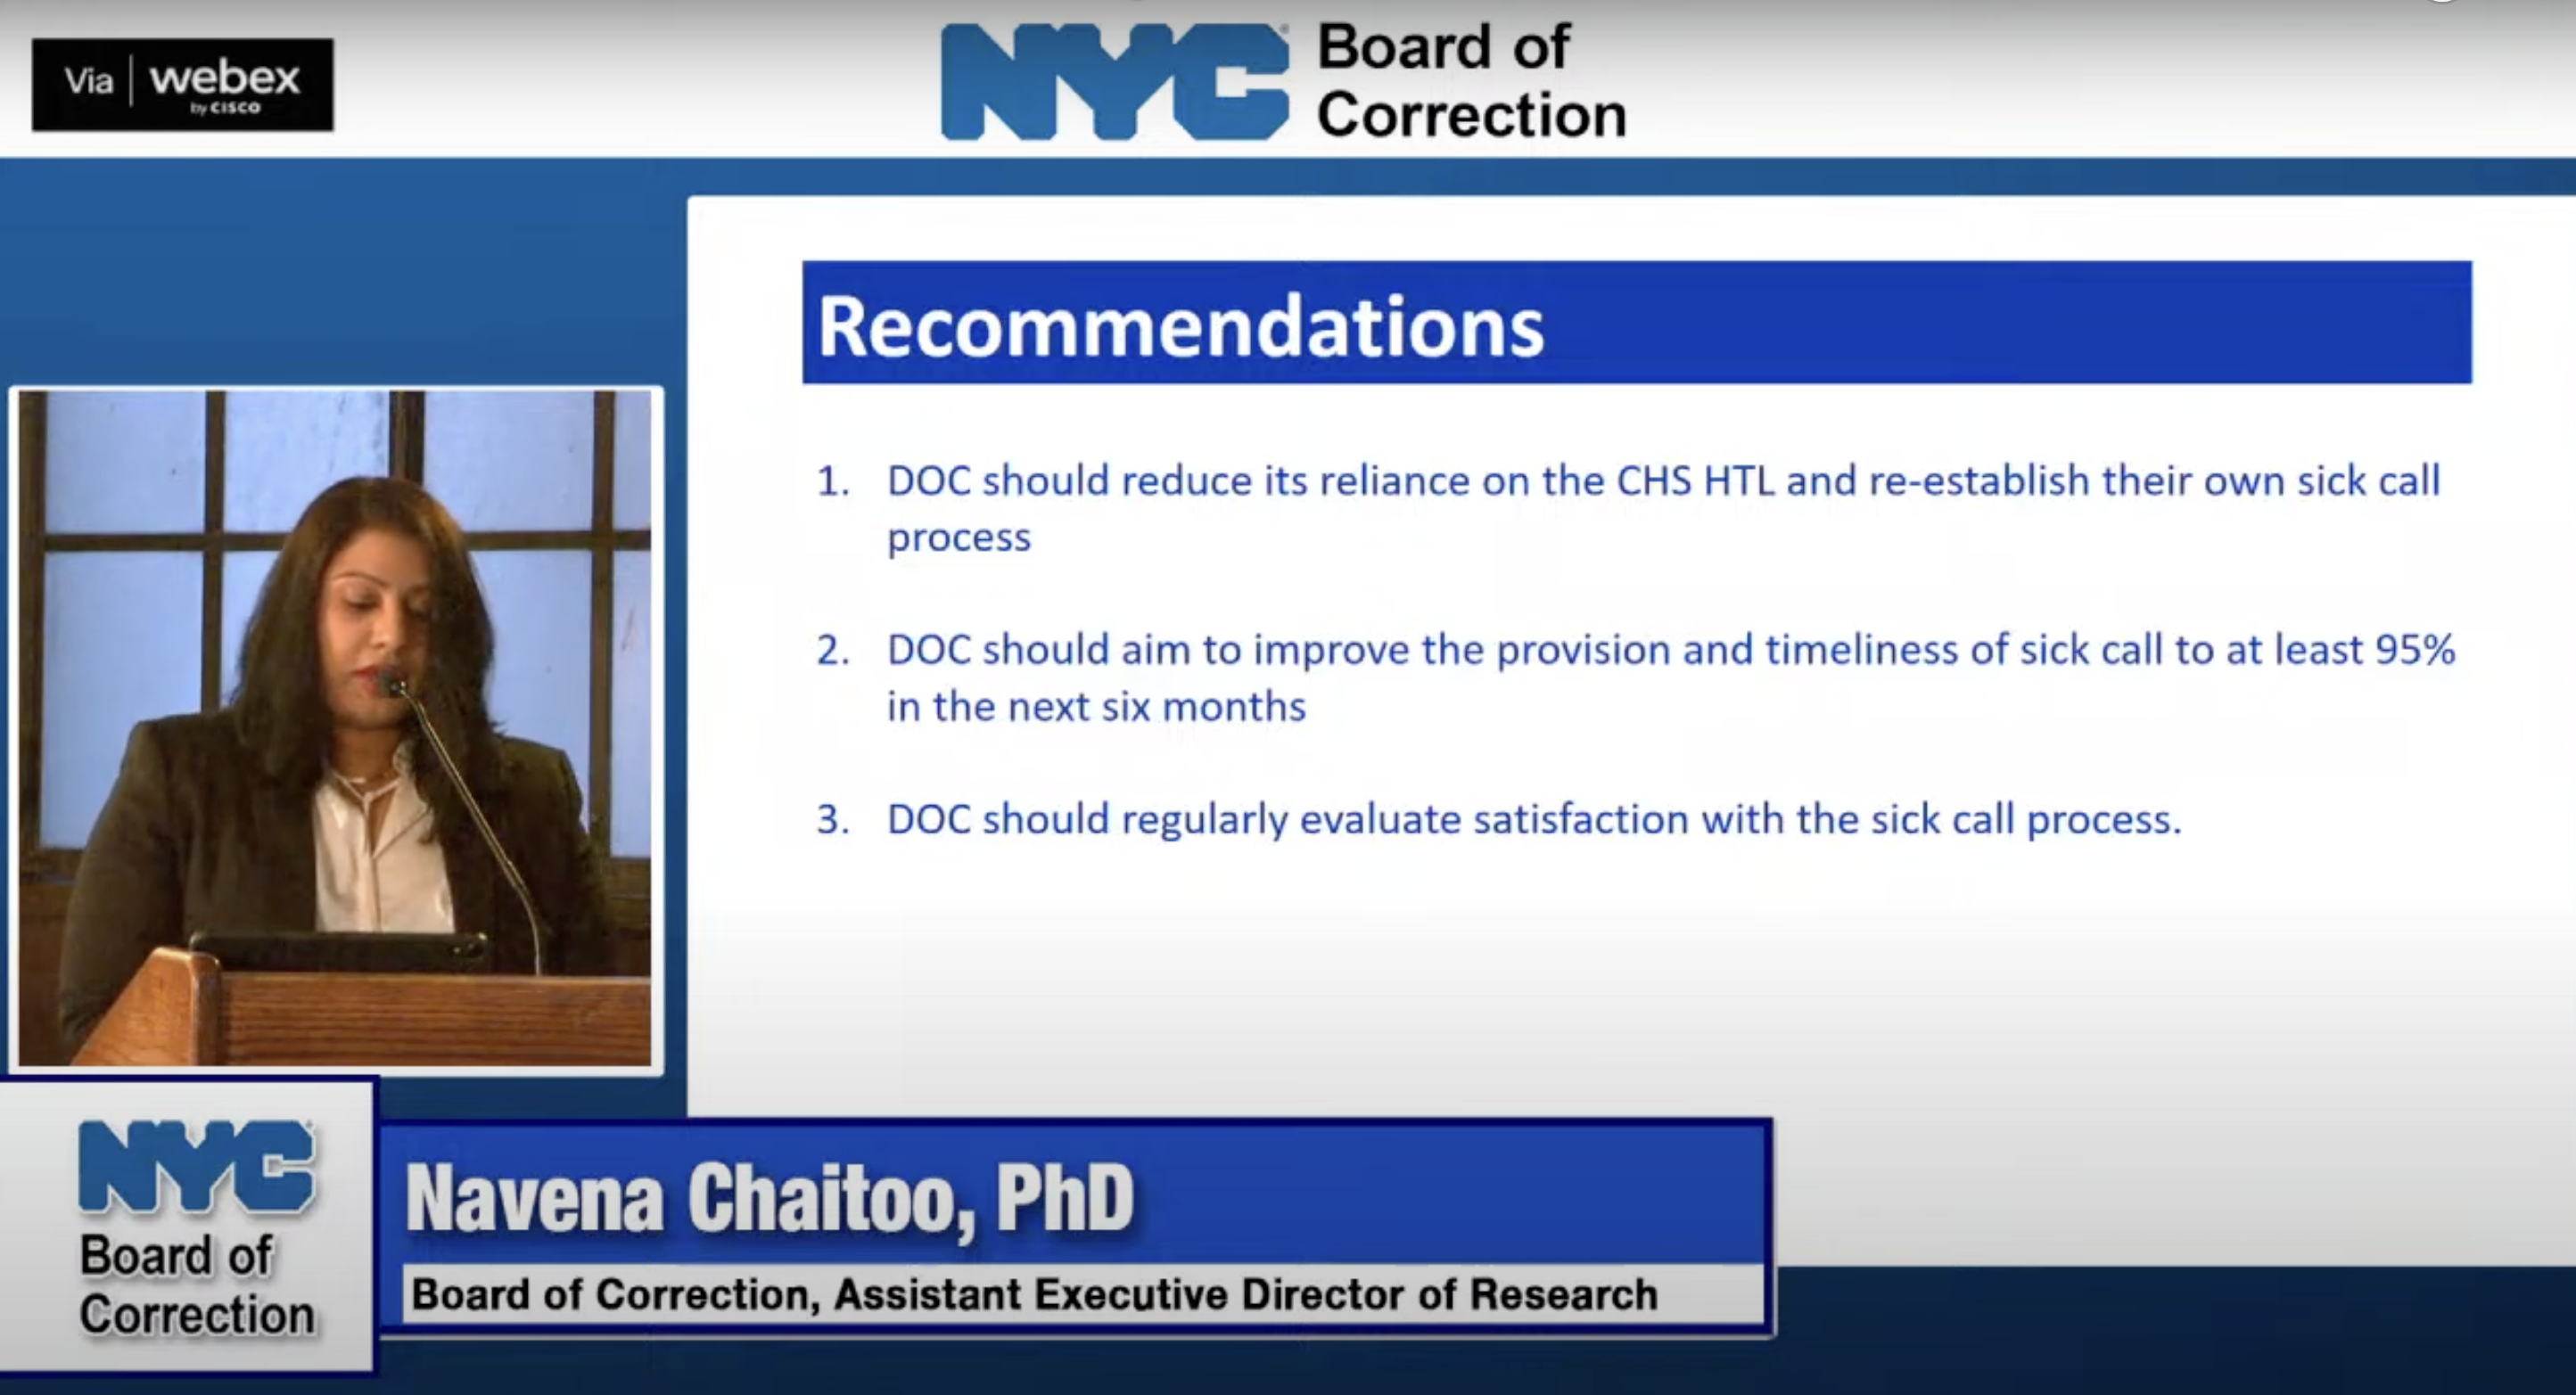 Via | webex
by CISCO
NYC Board of
Correction
Recommendations
1. DOC should reduce its reliance on the CHS HTL and re-establish their own sick call
process
2. DOC should aim to improve the provision and timeliness of sick call to at least 95%
in the next six months
3. DOC should regularly evaluate satisfaction with the sick call process.
NYC
Board of
Correction
Navena Chaitoo, PhD
Board of Correction, Assistant Executive Director of Research